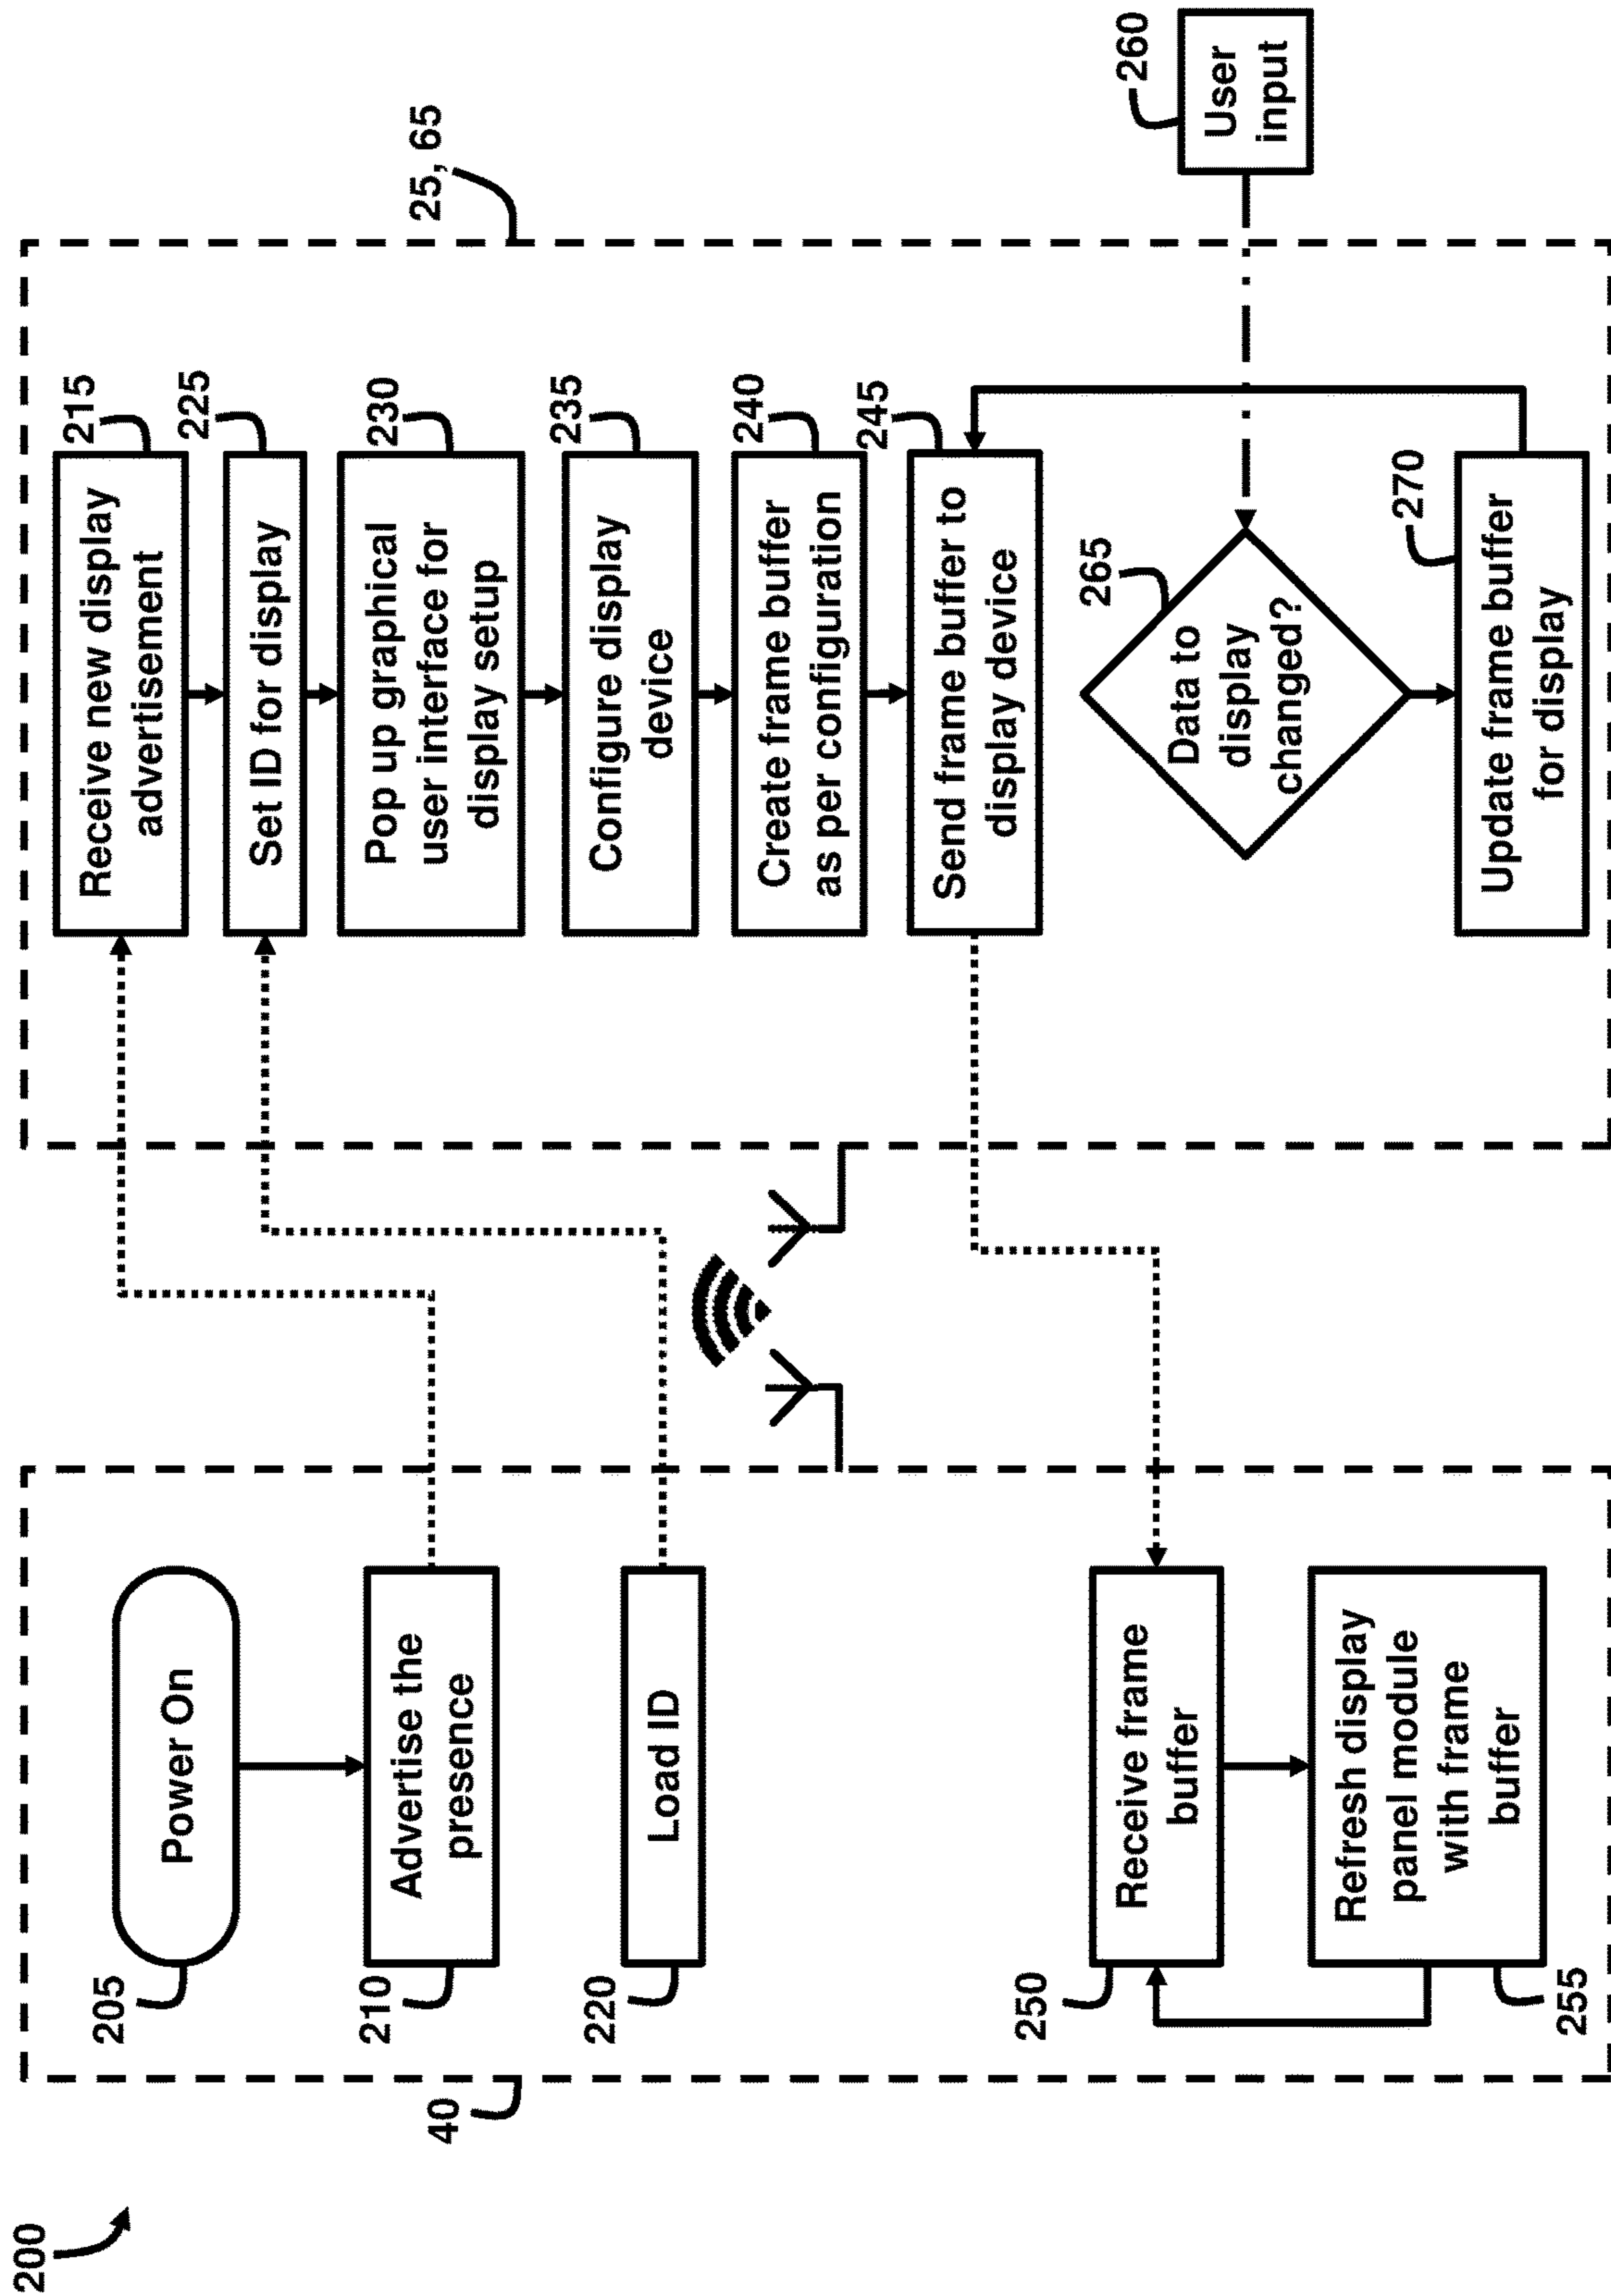 200
40
205
Power On
210
Advertise the
presence
220
Load ID
250
Receive frame
buffer
255
Refresh display
panel module
with frame
buffer
25, 65
215
Receive new display
advertisement
225
Set ID for display
230
Pop up graphical
user interface for
display setup
235
Configure display
device
240
Create frame buffer
as per configuration
245
Send frame buffer to
display device
260
User
input
265
Data to
display
changed?
270
Update frame buffer
for display